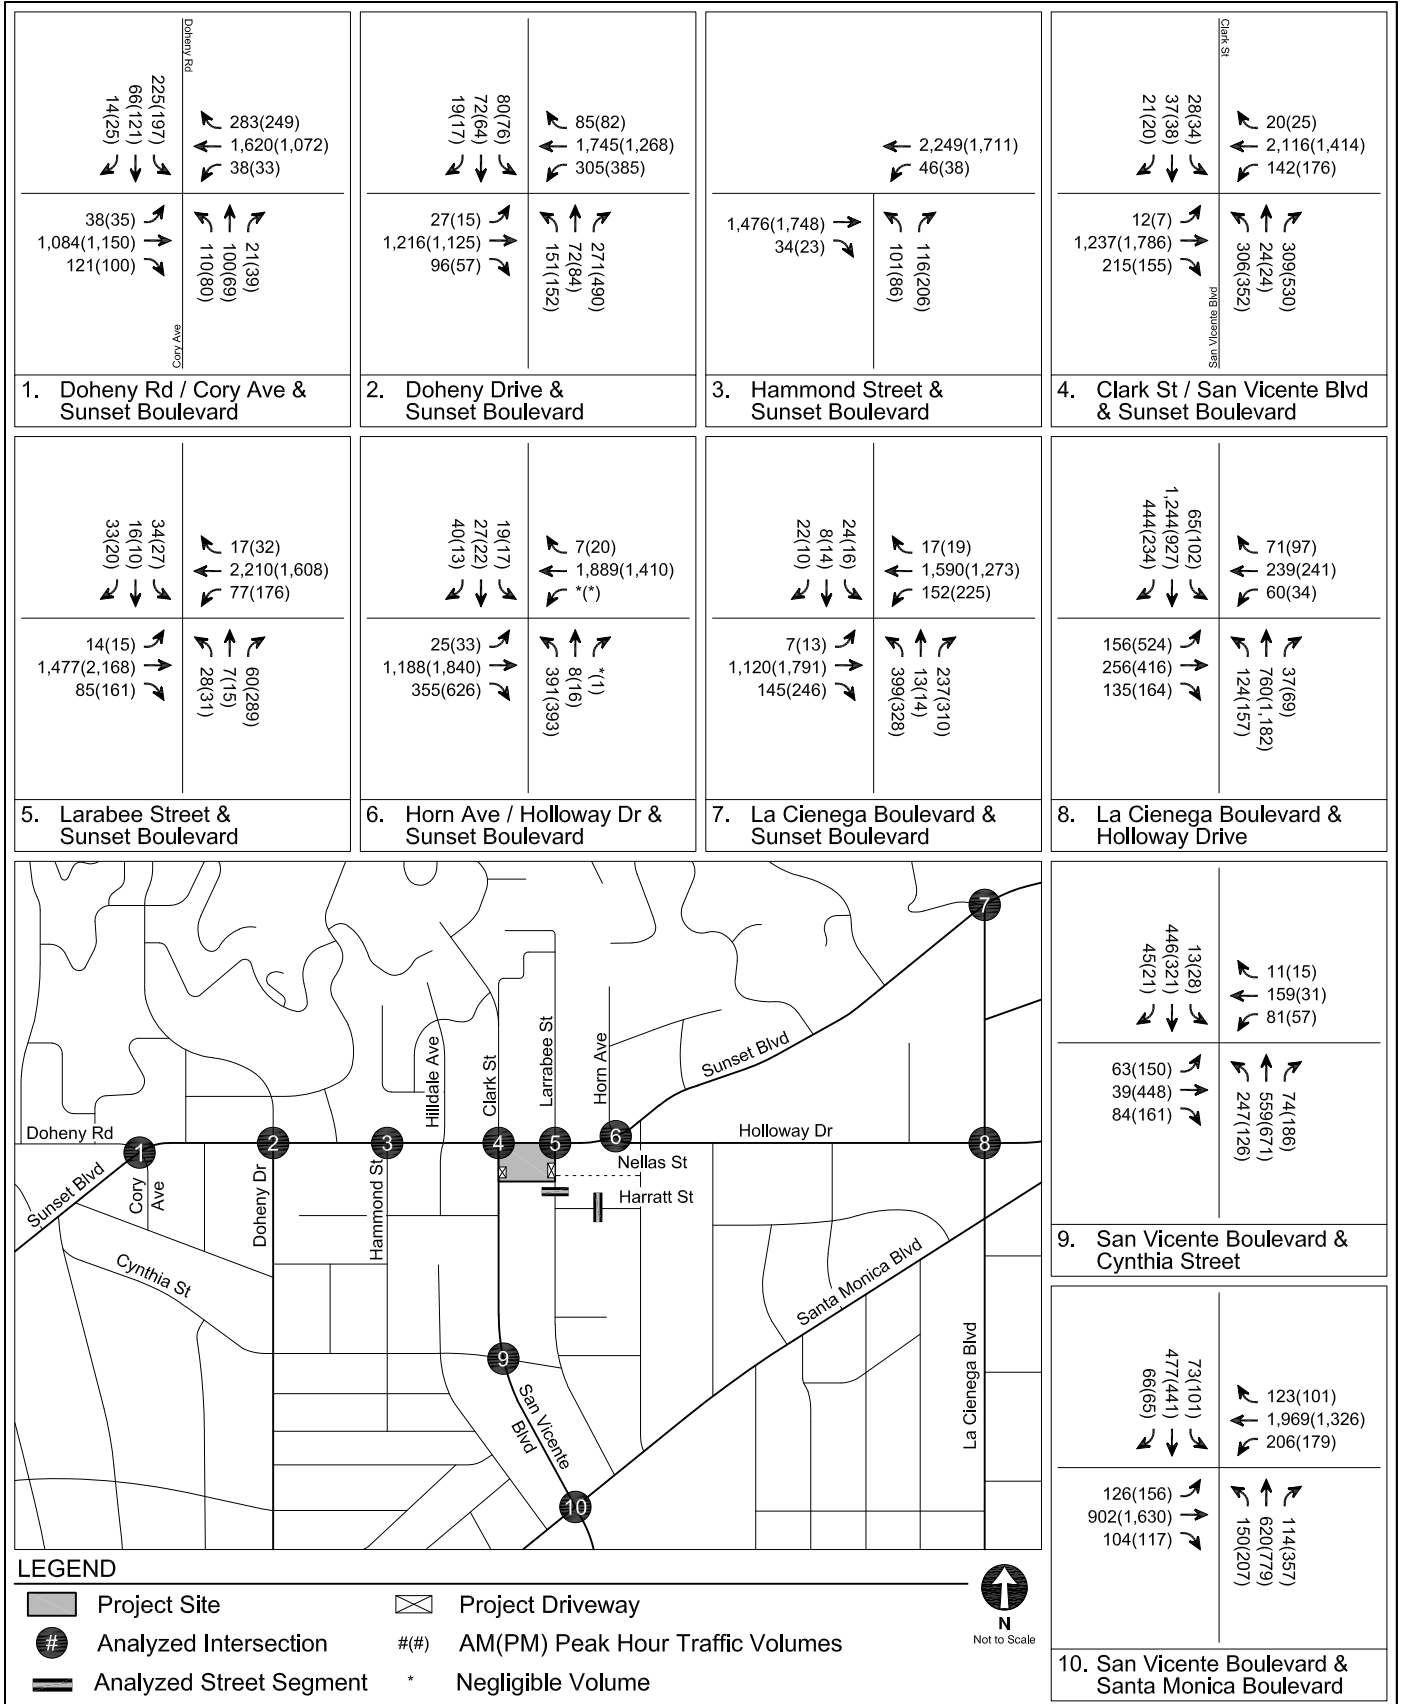 Doheny Rd
225(197)
66(121)
14(25)
283(249)
1,620(1,072)
38(33)
38(35)
1,084(1,150)
121(100)
110(80)
100(69)
21(39)
Cory Ave
1. Doheny Rd / Cory Ave &
Sunset Boulevard
80(76)
72(64)
19(17)
85(82)
1,745(1,268)
305(385)
27(15)
1,216(1,125)
96(57)
151(152)
72(84)
271(490)
2. Doheny Drive &
Sunset Boulevard
2,249(1,711)
46(38)
1,476(1,748)
34(23)
101(86)
116(206)
3. Hammond Street &
Sunset Boulevard
Clark St
28(34)
37(38)
21(20)
20(25)
2,116(1,414)
142(176)
12(7)
1,237(1,786)
215(155)
306(352)
24(24)
309(530)
San Vicente Blvd
4. Clark St / San Vicente Blvd
& Sunset Boulevard
34(27)
16(10)
33(20)
17(32)
2,210(1,608)
77(176)
14(15)
1,477(2,168)
85(161)
28(31)
7(15)
60(289)
5. Larabee Street &
Sunset Boulevard
19(17)
27(22)
40(13)
7(20)
1,889(1,410)
*(*)
25(33)
1,188(1,840)
355(626)
391(393)
8(16)
*(1)
6. Horn Ave / Holloway Dr &
Sunset Boulevard
24(16)
8(14)
22(10)
17(19)
1,590(1,273)
152(225)
7(13)
1,120(1,791)
145(246)
399(328)
13(14)
237(310)
7. La Cienega Boulevard &
Sunset Boulevard
65(102)
1,244(927)
444(234)
71(97)
239(241)
60(34)
156(524)
256(416)
135(164)
124(157)
760(1,182)
37(69)
8. La Cienega Boulevard &
Holloway Drive
7
Hilldale Ave
Clark St
Larrabee St
Horn Ave
Sunset Blvd
Doheny Rd
1
2
3
4
5
6
Holloway Dr
8
Sunset Blvd
Cory
Ave
Doheny Dr
Hammond St
Nellas St
Harratt St
Cynthia St
Santa Monica Blvd
9
San Vicente
Blvd
La Cienega Blvd
10
13(28)
446(321)
45(21)
11(15)
159(31)
81(57)
63(150)
39(448)
84(161)
247(126)
559(671)
74(186)
9. San Vicente Boulevard &
Cynthia Street
73(101)
477(441)
66(65)
123(101)
1,969(1,326)
206(179)
126(156)
902(1,630)
104(117)
150(207)
620(779)
114(357)
10. San Vicente Boulevard &
Santa Monica Boulevard
LEGEND
Project Site
Project Driveway
# Analyzed Intersection
#(#) AM(PM) Peak Hour Traffic Volumes
Analyzed Street Segment
* Negligible Volume
N
Not to Scale